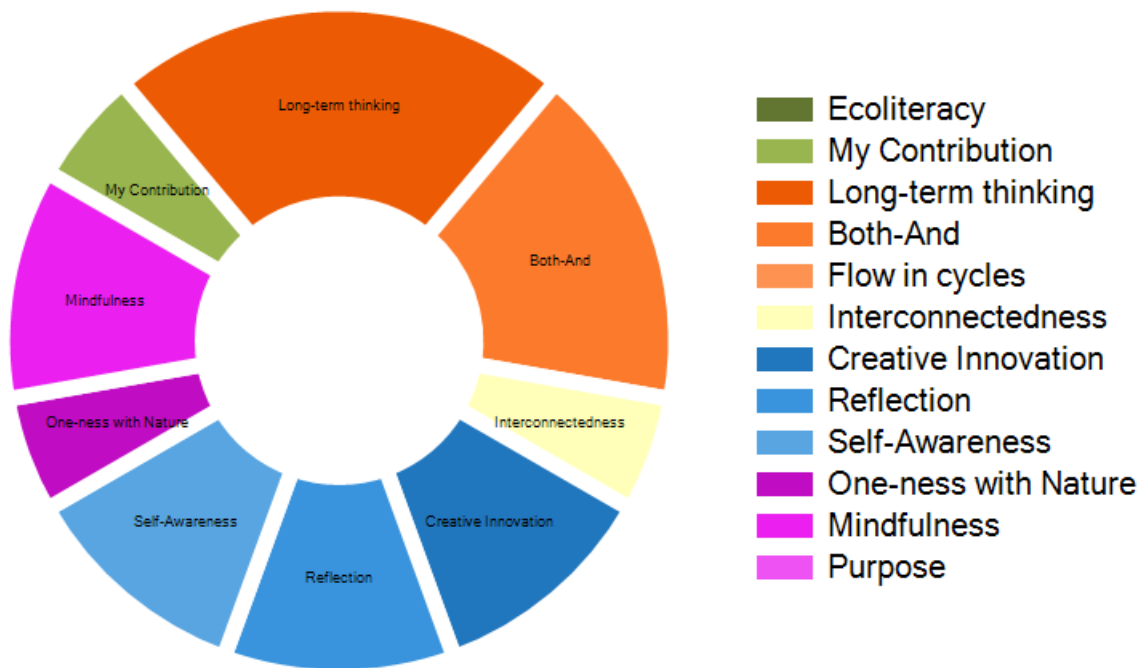 Long-term thinking
My Contribution
Both-And
Mindfulness
One-ness with Nature
Interconnectedness
Self-Awareness
Creative Innovation
Reflection
Ecoliteracy
My Contribution
Long-term thinking
Both-And
Flow in cycles
Interconnectedness
Creative Innovation
Reflection
Self-Awareness
One-ness with Nature
Mindfulness
Purpose